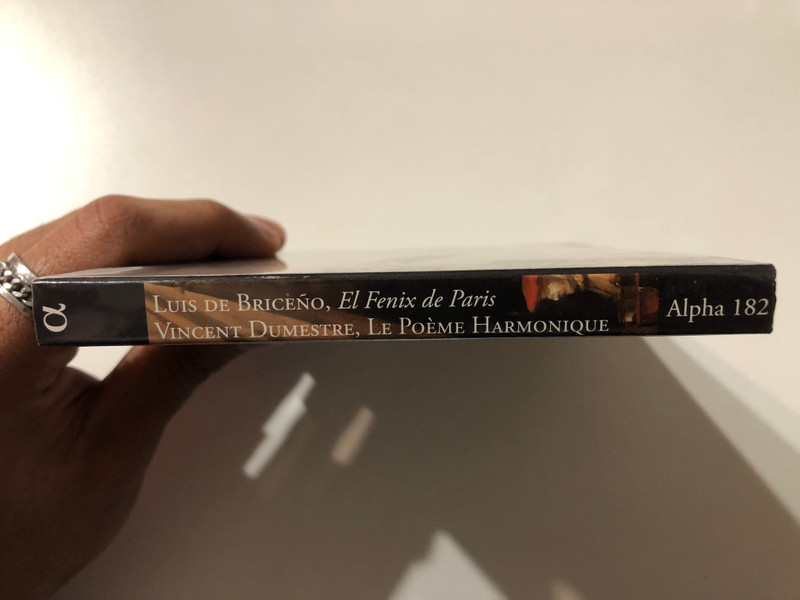 α
Luis de Briceño, El Fenix de Paris
Vincent Dumestre, Le Poème Harmonique
Alpha 182